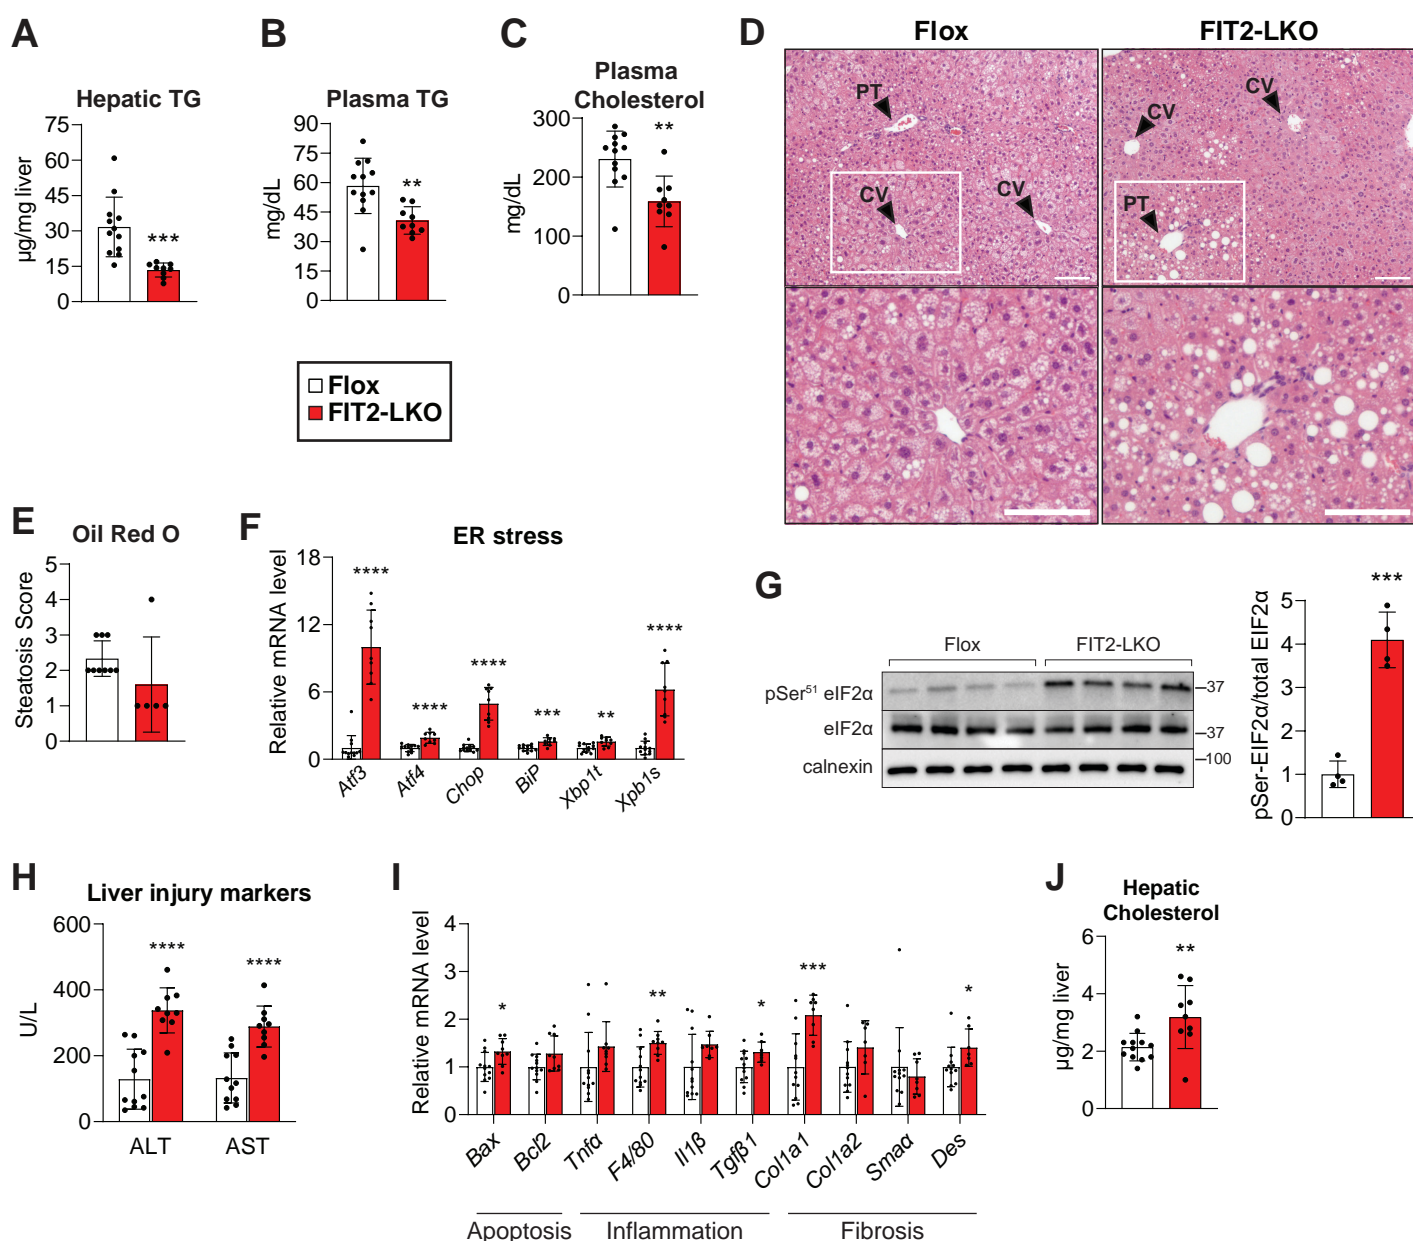 A
Hepatic TG
µg/mg liver
75
60
45
30
15
0
***
B
Plasma TG
mg/dL
90
75
60
45
30
15
0
**
C
Plasma
Cholesterol
mg/dL
300
200
100
0
**
Flox
FIT2-LKO
D
Flox
FIT2-LKO
PT
CV
CV
CV
CV
PT
E
Oil Red O
Steatosis Score
5
4
3
2
1
0
F
ER stress
Relative mRNA level
18
12
6
0
****
****
****
***
**
****
Atf3
Atf4
Chop
BiP
Xbp1t
Xpb1s
G
Flox
FIT2-LKO
pSer⁵¹ eIF2α
eIF2α
calnexin
37
37
100
pSer-EIF2α/total EIF2α
5
4
3
2
1
0
***
H
Liver injury markers
U/L
600
400
200
0
****
****
ALT
AST
I
Relative mRNA level
4
3
2
1
0
*
**
*
***
*
Bax
Bcl2
Tnfα
F4/80
Il1β
Tgfβ1
Col1a1
Col1a2
Smaα
Des
Apoptosis
Inflammation
Fibrosis
J
Hepatic
Cholesterol
µg/mg liver
6
4
2
0
**